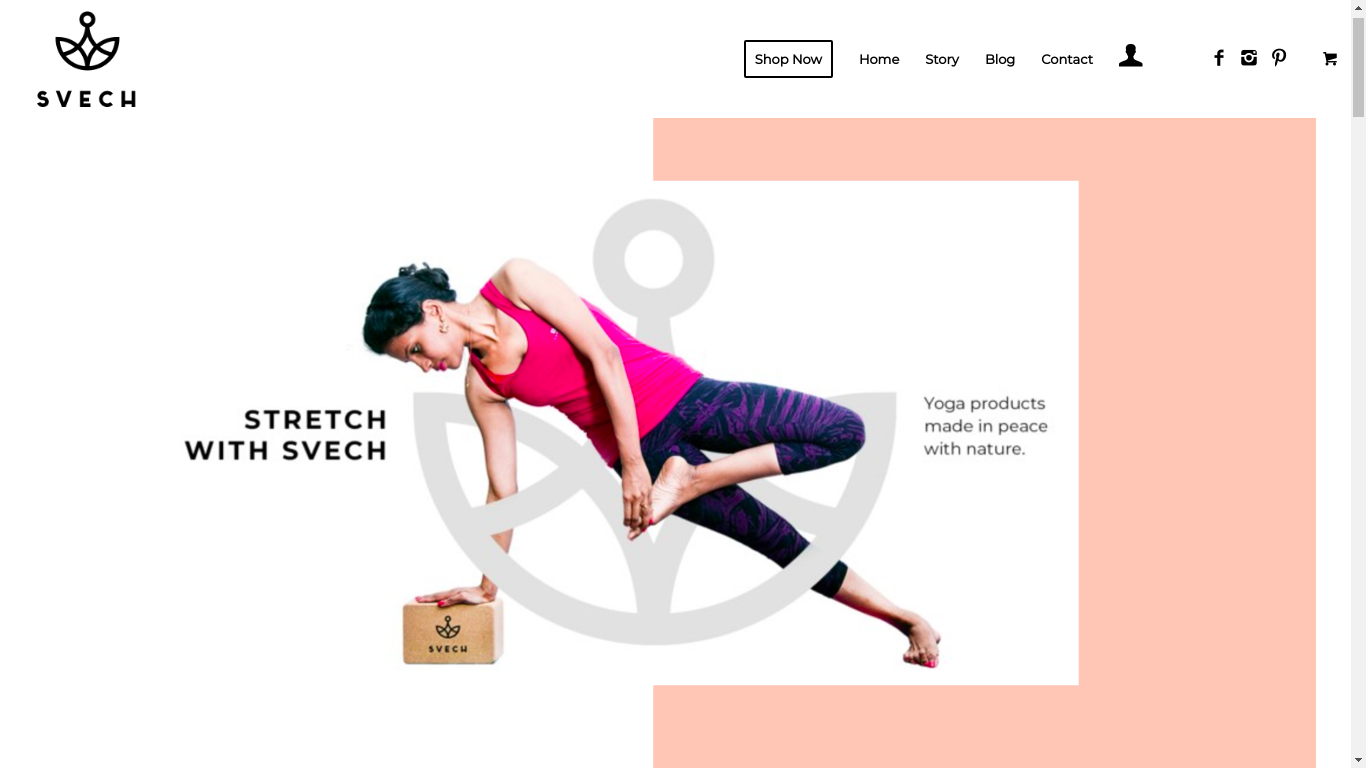 SVECH
Shop Now
Home
Story
Blog
Contact
STRETCH
WITH SVECH
Yoga products
made in peace
with nature.
SVECH